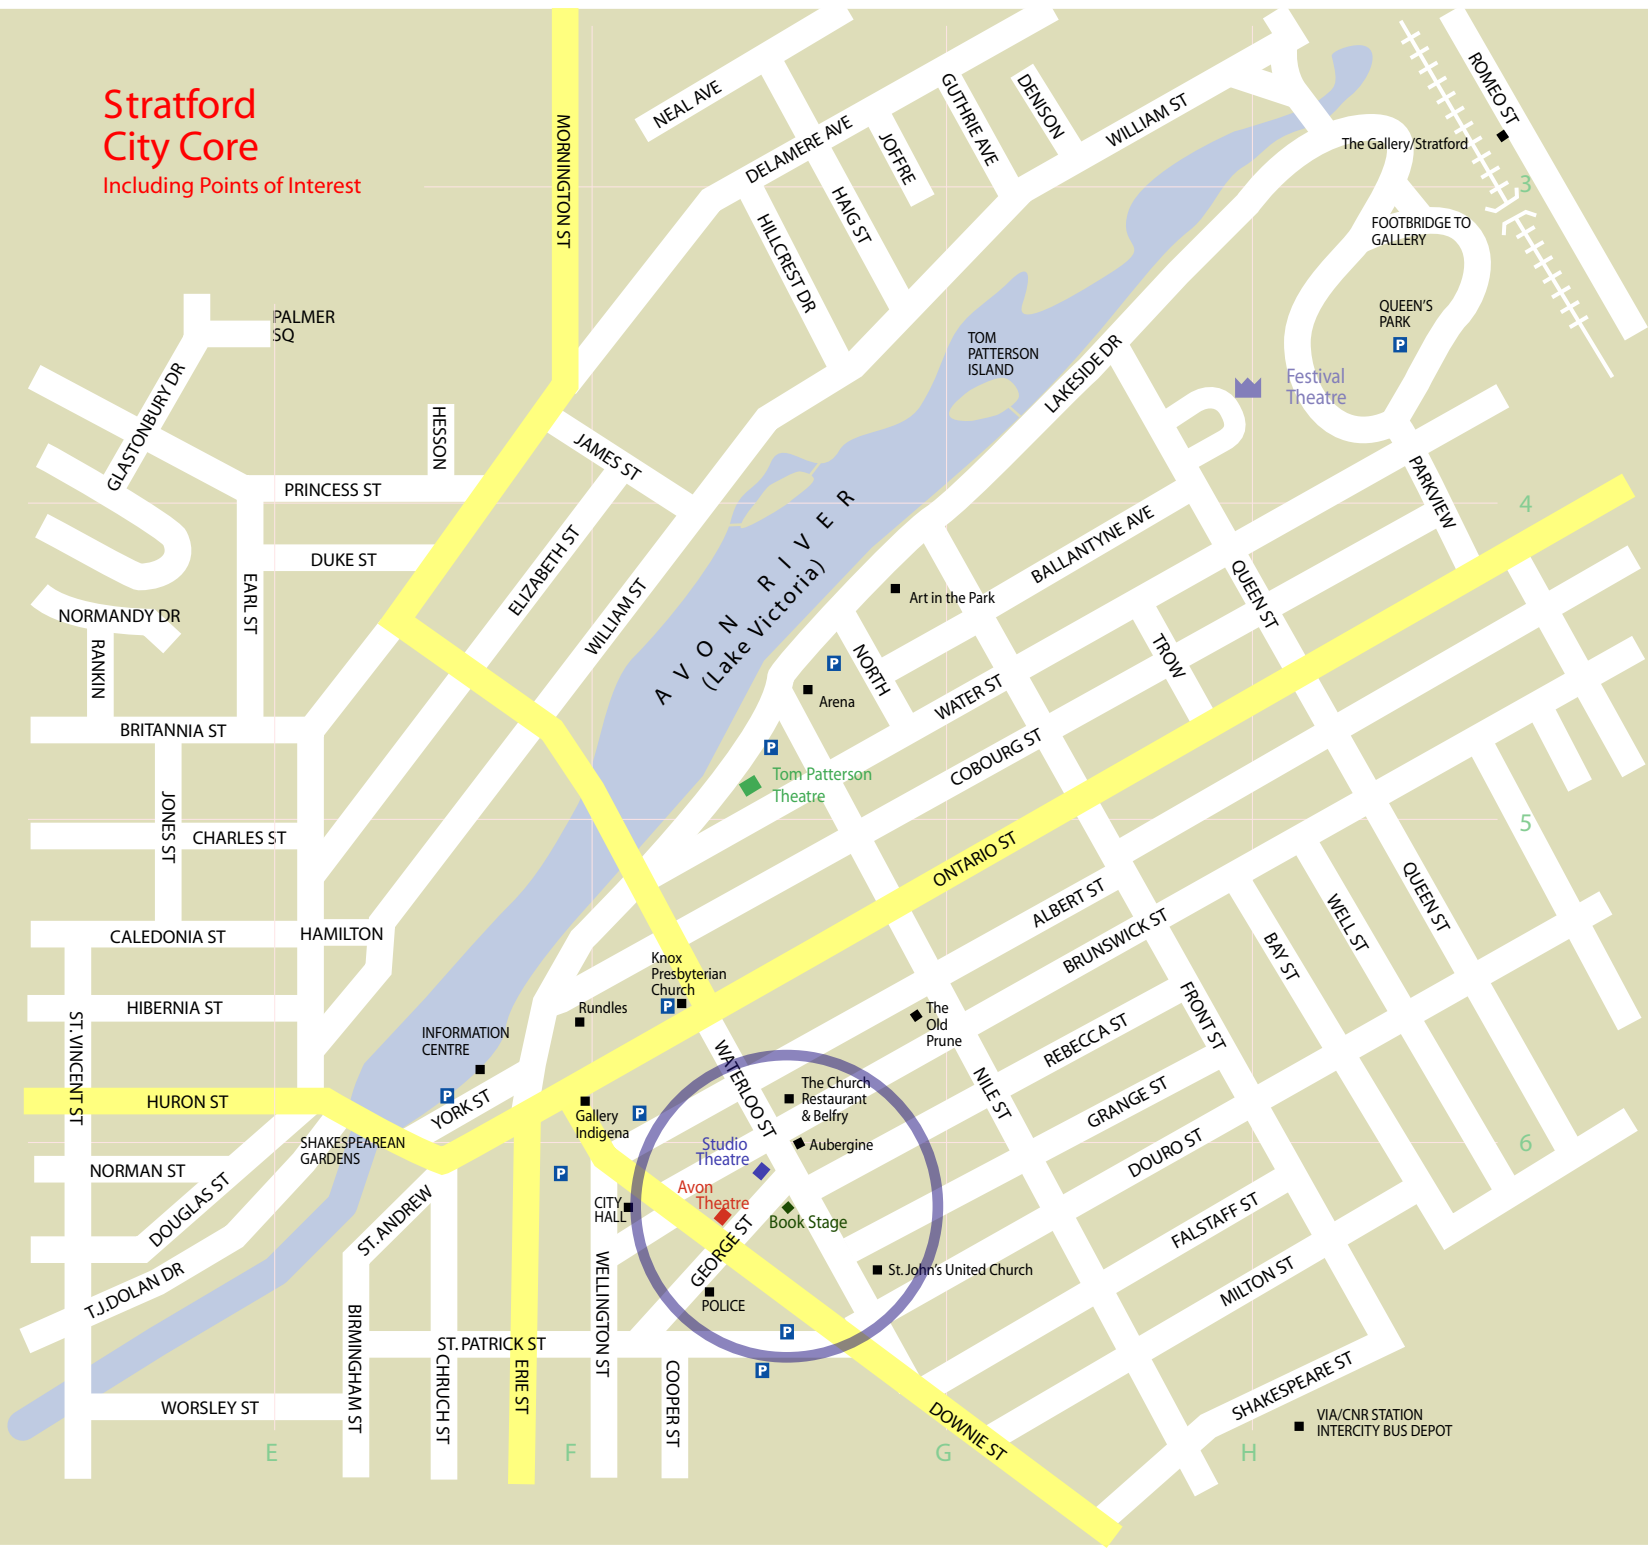 Stratford
City Core
Including Points of Interest
MORNINGTON ST
NEAL AVE
DELAMERE AVE
JOFFRE
GUTHRIE AVE
DENISON
WILLIAM ST
ROMEO ST
The Gallery/Stratford
3
HAIG ST
HILLCREST DR
FOOTBRIDGE TO
GALLERY
QUEEN'S
PARK
P
PALMER
SQ
GLASTONBURY DR
HESSON
TOM
PATTERSON
ISLAND
LAKESIDE DR
Festival
Theatre
JAMES ST
PRINCESS ST
PARKVIEW
4
DUKE ST
EARL ST
ELIZABETH ST
WILLIAM ST
AVON RIVER
(Lake Victoria)
BALLANTYNE AVE
QUEEN ST
Art in the Park
NORMANDY DR
RANKIN
P
NORTH
TROW
Arena
WATER ST
BRITANNIA ST
P
COBOURG ST
Tom Patterson
Theatre
JONES ST
CHARLES ST
5
ONTARIO ST
ALBERT ST
QUEEN ST
CALEDONIA ST
HAMILTON
BRUNSWICK ST
WELL ST
BAY ST
Knox
Presbyterian
Church
P
Rundles
HIBERNIA ST
ST. VINCENT ST
INFORMATION
CENTRE
The
Old
Prune
FRONT ST
REBECCA ST
WATERLOO ST
NILE ST
P
HURON ST
YORK ST
The Church
Restaurant
& Belfry
Gallery
Indigena
P
GRANGE ST
SHAKESPEAREAN
GARDENS
Studio
Theatre
Aubergine
6
DOURO ST
NORMAN ST
P
DOUGLAS ST
ST. ANDREW
Avon
Theatre
CITY
HALL
Book Stage
FALSTAFF ST
GEORGE ST
T.J.DOLAN DR
WELLINGTON ST
St. John's United Church
MILTON ST
POLICE
BIRMINGHAM ST
P
ST. PATRICK ST
P
CHRUCH ST
ERIE ST
COOPER ST
SHAKESPEARE ST
WORSLEY ST
DOWNIE ST
VIA/CNR STATION
INTERCITY BUS DEPOT
E
F
G
H